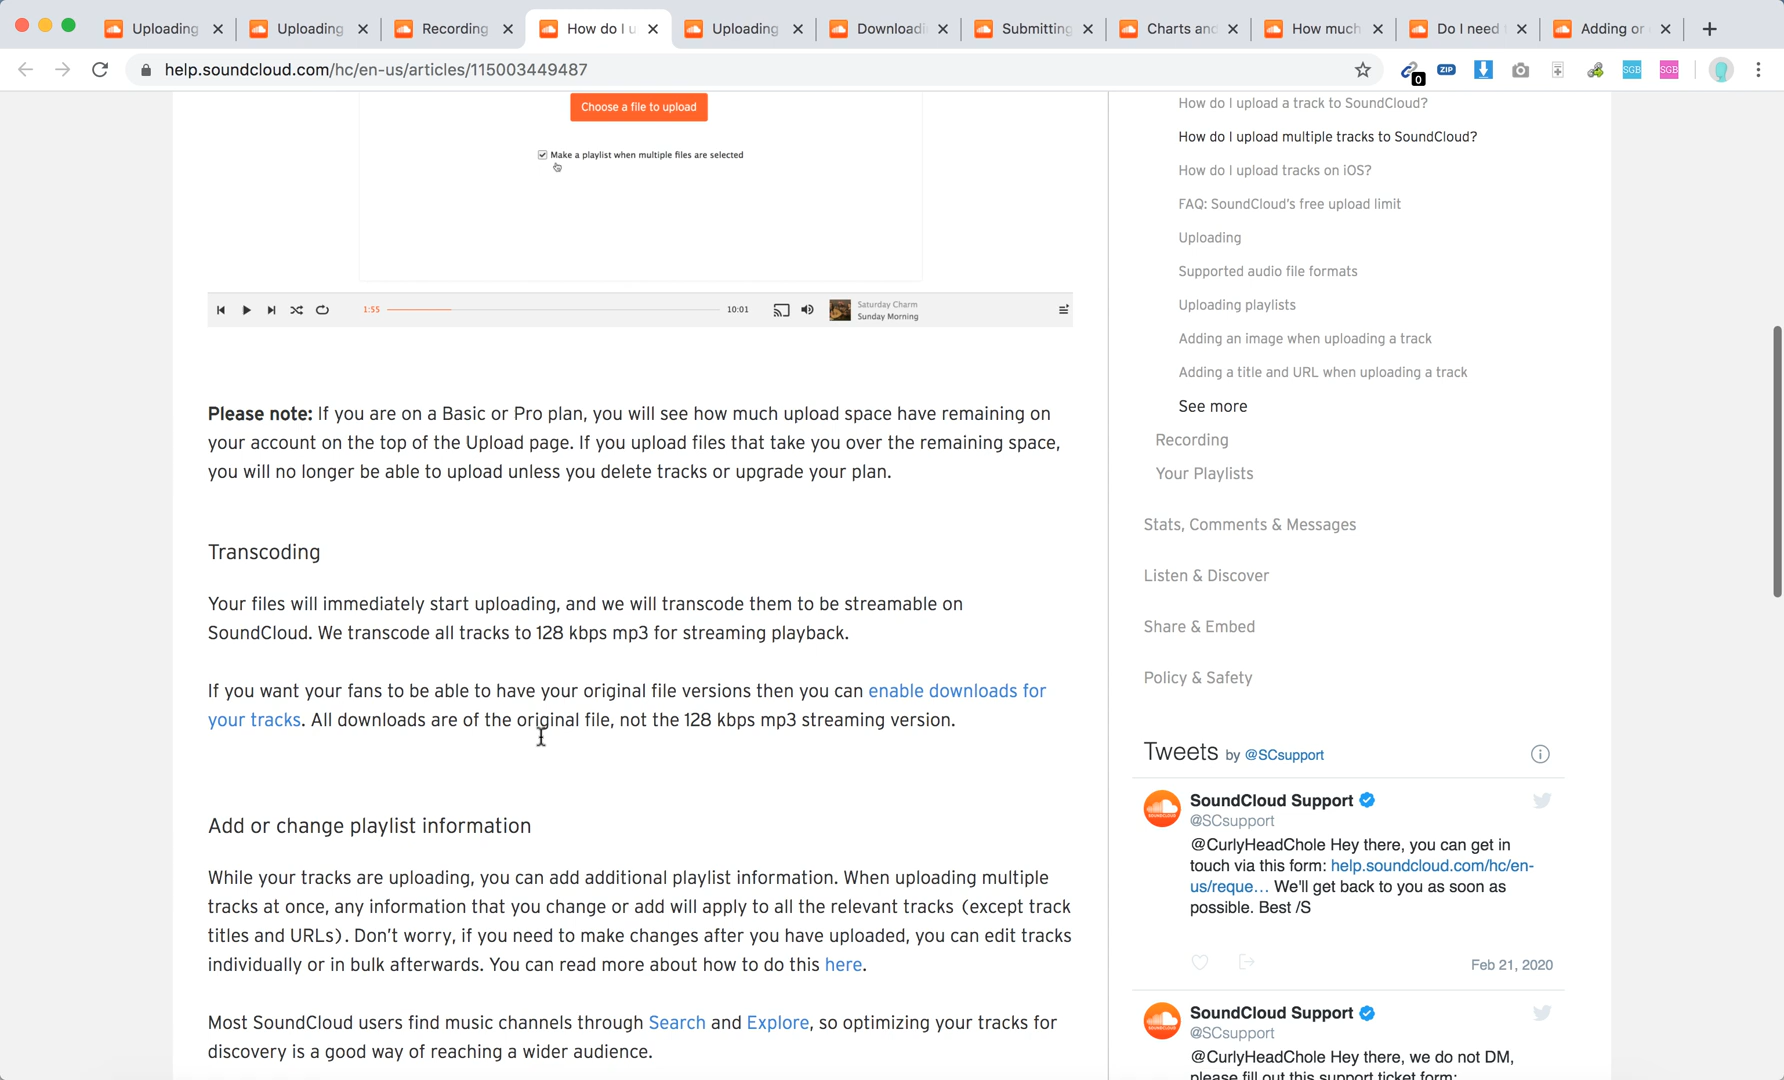 Uploading
Uploading
Recording
How do I u
Uploading
Downloadi
Submitting
Charts and
How much
Do I need
Adding or
help.soundcloud.com/hc/en-us/articles/115003449487
0
ZIP
SGB
SGB
Choose a file to upload
Make a playlist when multiple files are selected
1:55
10:01
Saturday Charm
Sunday Morning
Please note: If you are on a Basic or Pro plan, you will see how much upload space have remaining on
your account on the top of the Upload page. If you upload files that take you over the remaining space,
you will no longer be able to upload unless you delete tracks or upgrade your plan.
Transcoding
Your files will immediately start uploading, and we will transcode them to be streamable on
SoundCloud. We transcode all tracks to 128 kbps mp3 for streaming playback.
If you want your fans to be able to have your original file versions then you can enable downloads for
your tracks. All downloads are of the original file, not the 128 kbps mp3 streaming version.
Add or change playlist information
While your tracks are uploading, you can add additional playlist information. When uploading multiple
tracks at once, any information that you change or add will apply to all the relevant tracks (except track
titles and URLs). Don't worry, if you need to make changes after you have uploaded, you can edit tracks
individually or in bulk afterwards. You can read more about how to do this here.
Most SoundCloud users find music channels through Search and Explore, so optimizing your tracks for
discovery is a good way of reaching a wider audience.
How do I upload a track to SoundCloud?
How do I upload multiple tracks to SoundCloud?
How do I upload tracks on iOS?
FAQ: SoundCloud's free upload limit
Uploading
Supported audio file formats
Uploading playlists
Adding an image when uploading a track
Adding a title and URL when uploading a track
See more
Recording
Your Playlists
Stats, Comments & Messages
Listen & Discover
Share & Embed
Policy & Safety
Tweets by @SCsupport
SoundCloud Support
@SCsupport
@CurlyHeadChole Hey there, you can get in
touch via this form: help.soundcloud.com/hc/en-
us/reque… We'll get back to you as soon as
possible. Best /S
Feb 21, 2020
SoundCloud Support
@SCsupport
@CurlyHeadChole Hey there, we do not DM,
please fill out this support ticket form: